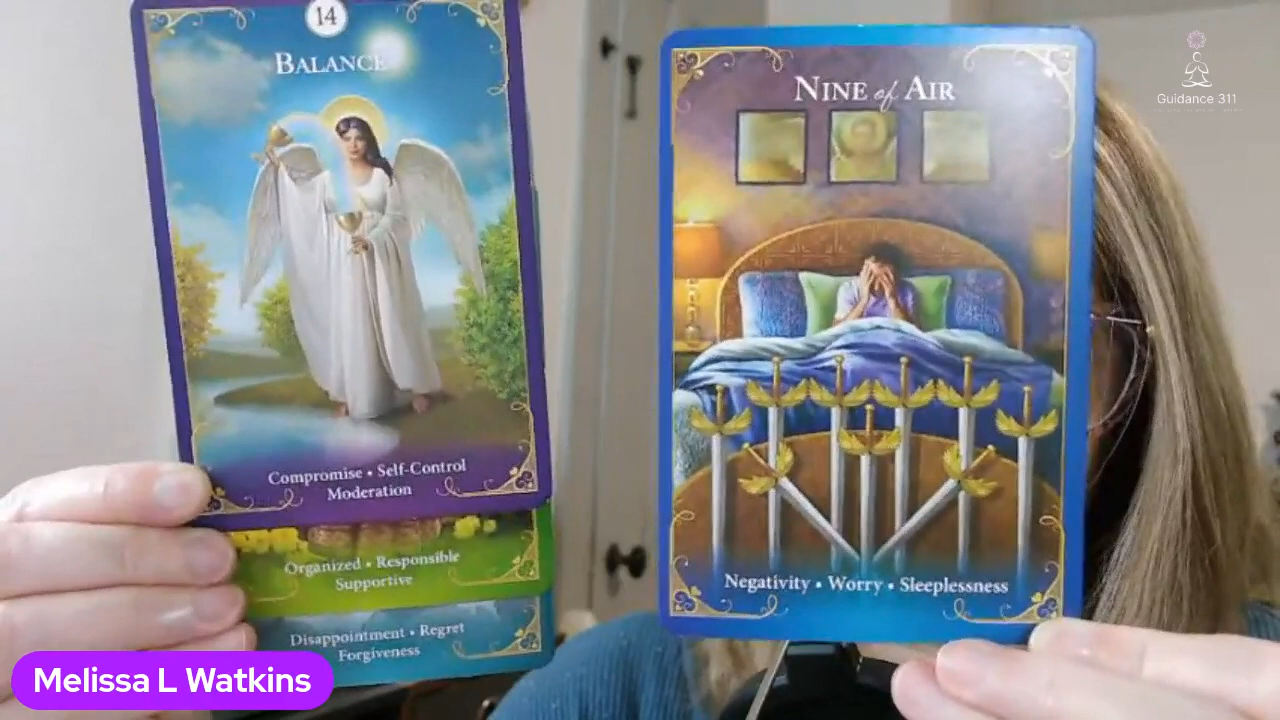 14
BALANCE
Compromise • Self-Control
Moderation
Organized • Responsible
Supportive
Disappointment • Regret
Forgiveness
NINE of AIR
Negativity • Worry • Sleeplessness
Guidance 311
Melissa L Watkins